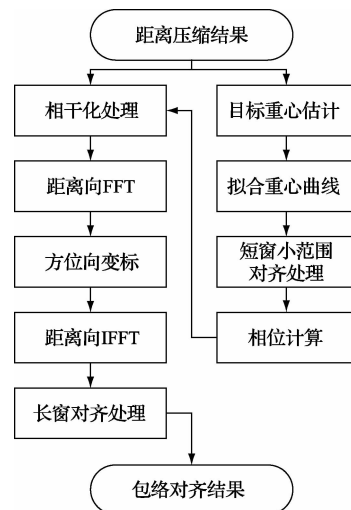 距离压缩结果
相干化处理
目标重心估计
距离向FFT
拟合重心曲线
方位向变标
短窗小范围
对齐处理
距离向IFFT
相位计算
长窗对齐处理
包络对齐结果